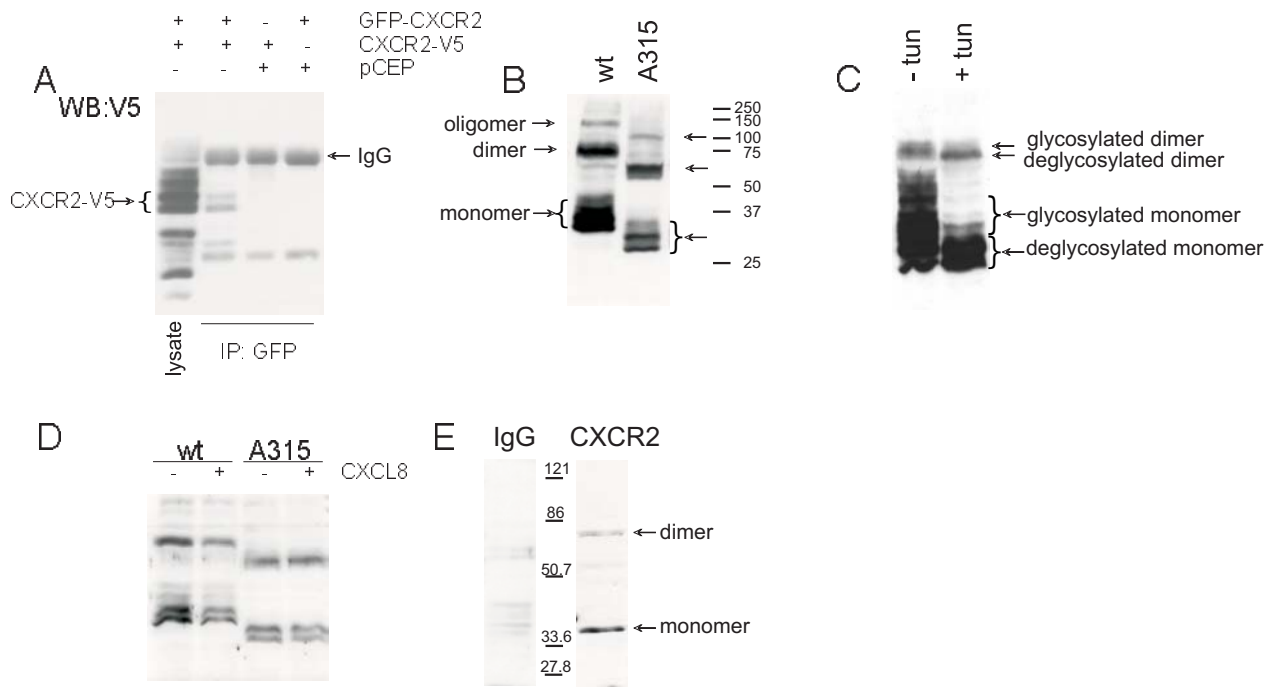 + + - + GFP-CXCR2
+ + + - CXCR2-V5
- - + + pCEP
A
WB:V5
IgG
CXCR2-V5
lysate
IP: GFP
B
wt
A315
oligomer
dimer
monomer
250
150
100
75
50
37
25
C
- tun
+ tun
glycosylated dimer
deglycosylated dimer
glycosylated monomer
deglycosylated monomer
D
wt A315
- + - + CXCL8
E
IgG CXCR2
121
86
50.7
33.6
27.8
dimer
monomer